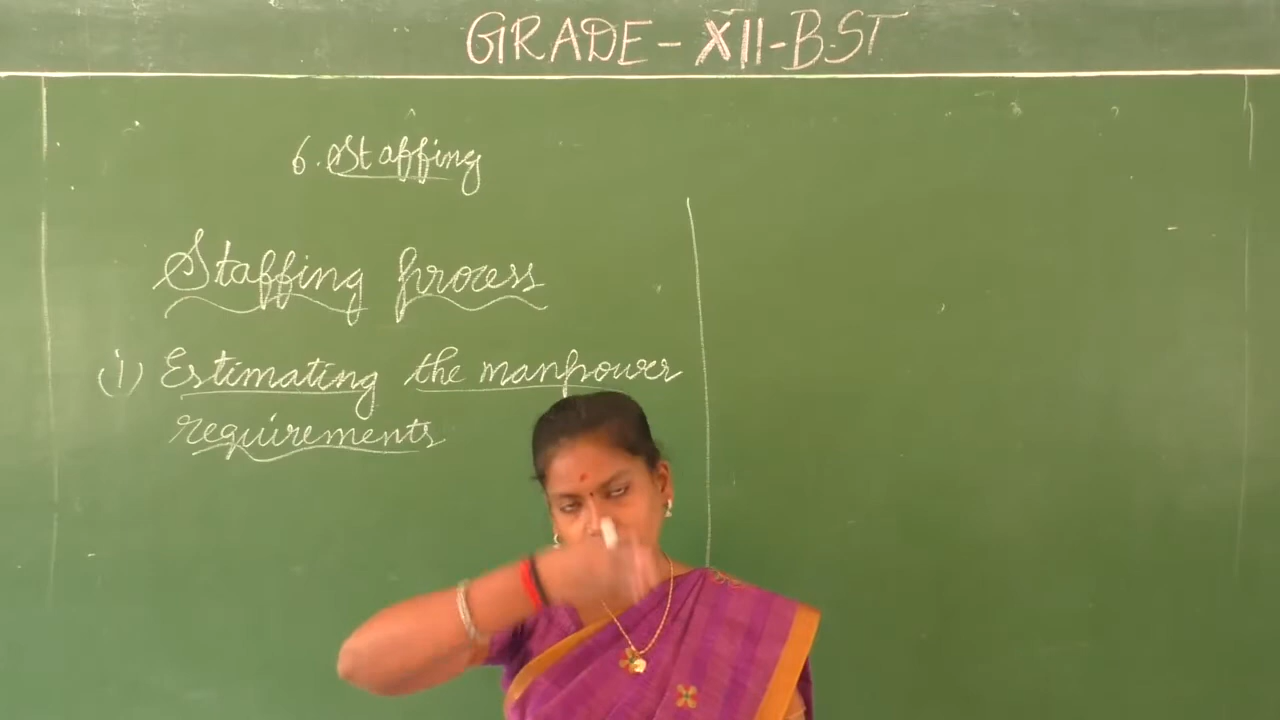 GRADE-XII-B.ST
6. Staffing
Staffing process
(i) Estimating the manpower
requirements